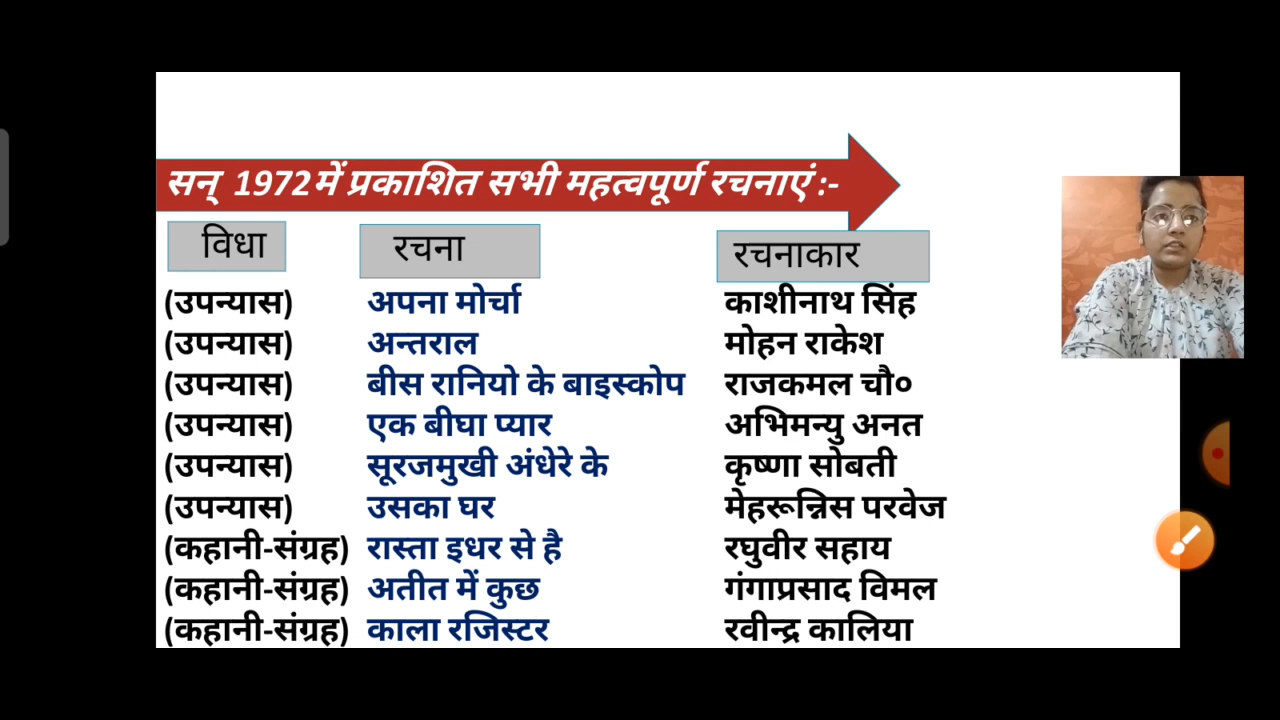 सन् 1972 में प्रकाशित सभी महत्वपूर्ण रचनाएं :-
विधा रचना रचनाकार
(उपन्यास) अपना मोर्चा काशीनाथ सिंह
(उपन्यास) अन्तराल मोहन राकेश
(उपन्यास) बीस रानियो के बाइस्कोप राजकमल चौ०
(उपन्यास) एक बीघा प्यार अभिमन्यु अनत
(उपन्यास) सूरजमुखी अंधेरे के कृष्णा सोबती
(उपन्यास) उसका घर मेहरून्निस परवेज
(कहानी-संग्रह) रास्ता इधर से है रघुवीर सहाय
(कहानी-संग्रह) अतीत में कुछ गंगाप्रसाद विमल
(कहानी-संग्रह) काला रजिस्टर रवीन्द्र कालिया